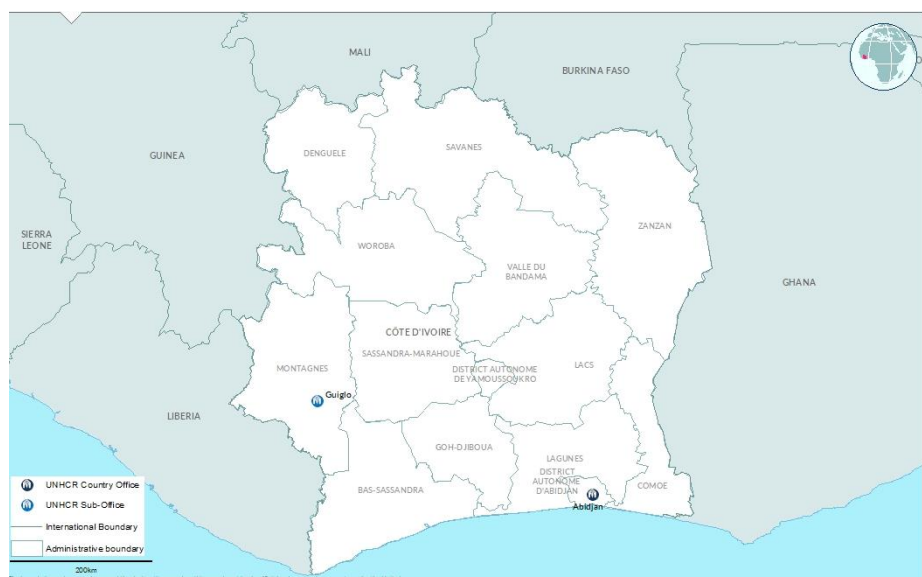 MALI
BURKINA FASO
GUINEA
DENGUELE
SAVANES
SIERRA
LEONE
WOROBA
ZANZAN
VALLE DU
BANDAMA
GHANA
CÔTE D'IVOIRE
SASSANDRA-MARAHOUE
MONTAGNES
DISTRICT AUTONOME
DE YAMOUSSOUKRO
LACS
Guiglo
LIBERIA
GOH-DJIBOUA
LAGUNES
DISTRICT
AUTONOME
D'ABIDJAN
BAS-SASSANDRA
COMOE
Abidjan
UNHCR Country Office
UNHCR Sub-Office
International Boundary
Administrative boundary
200km